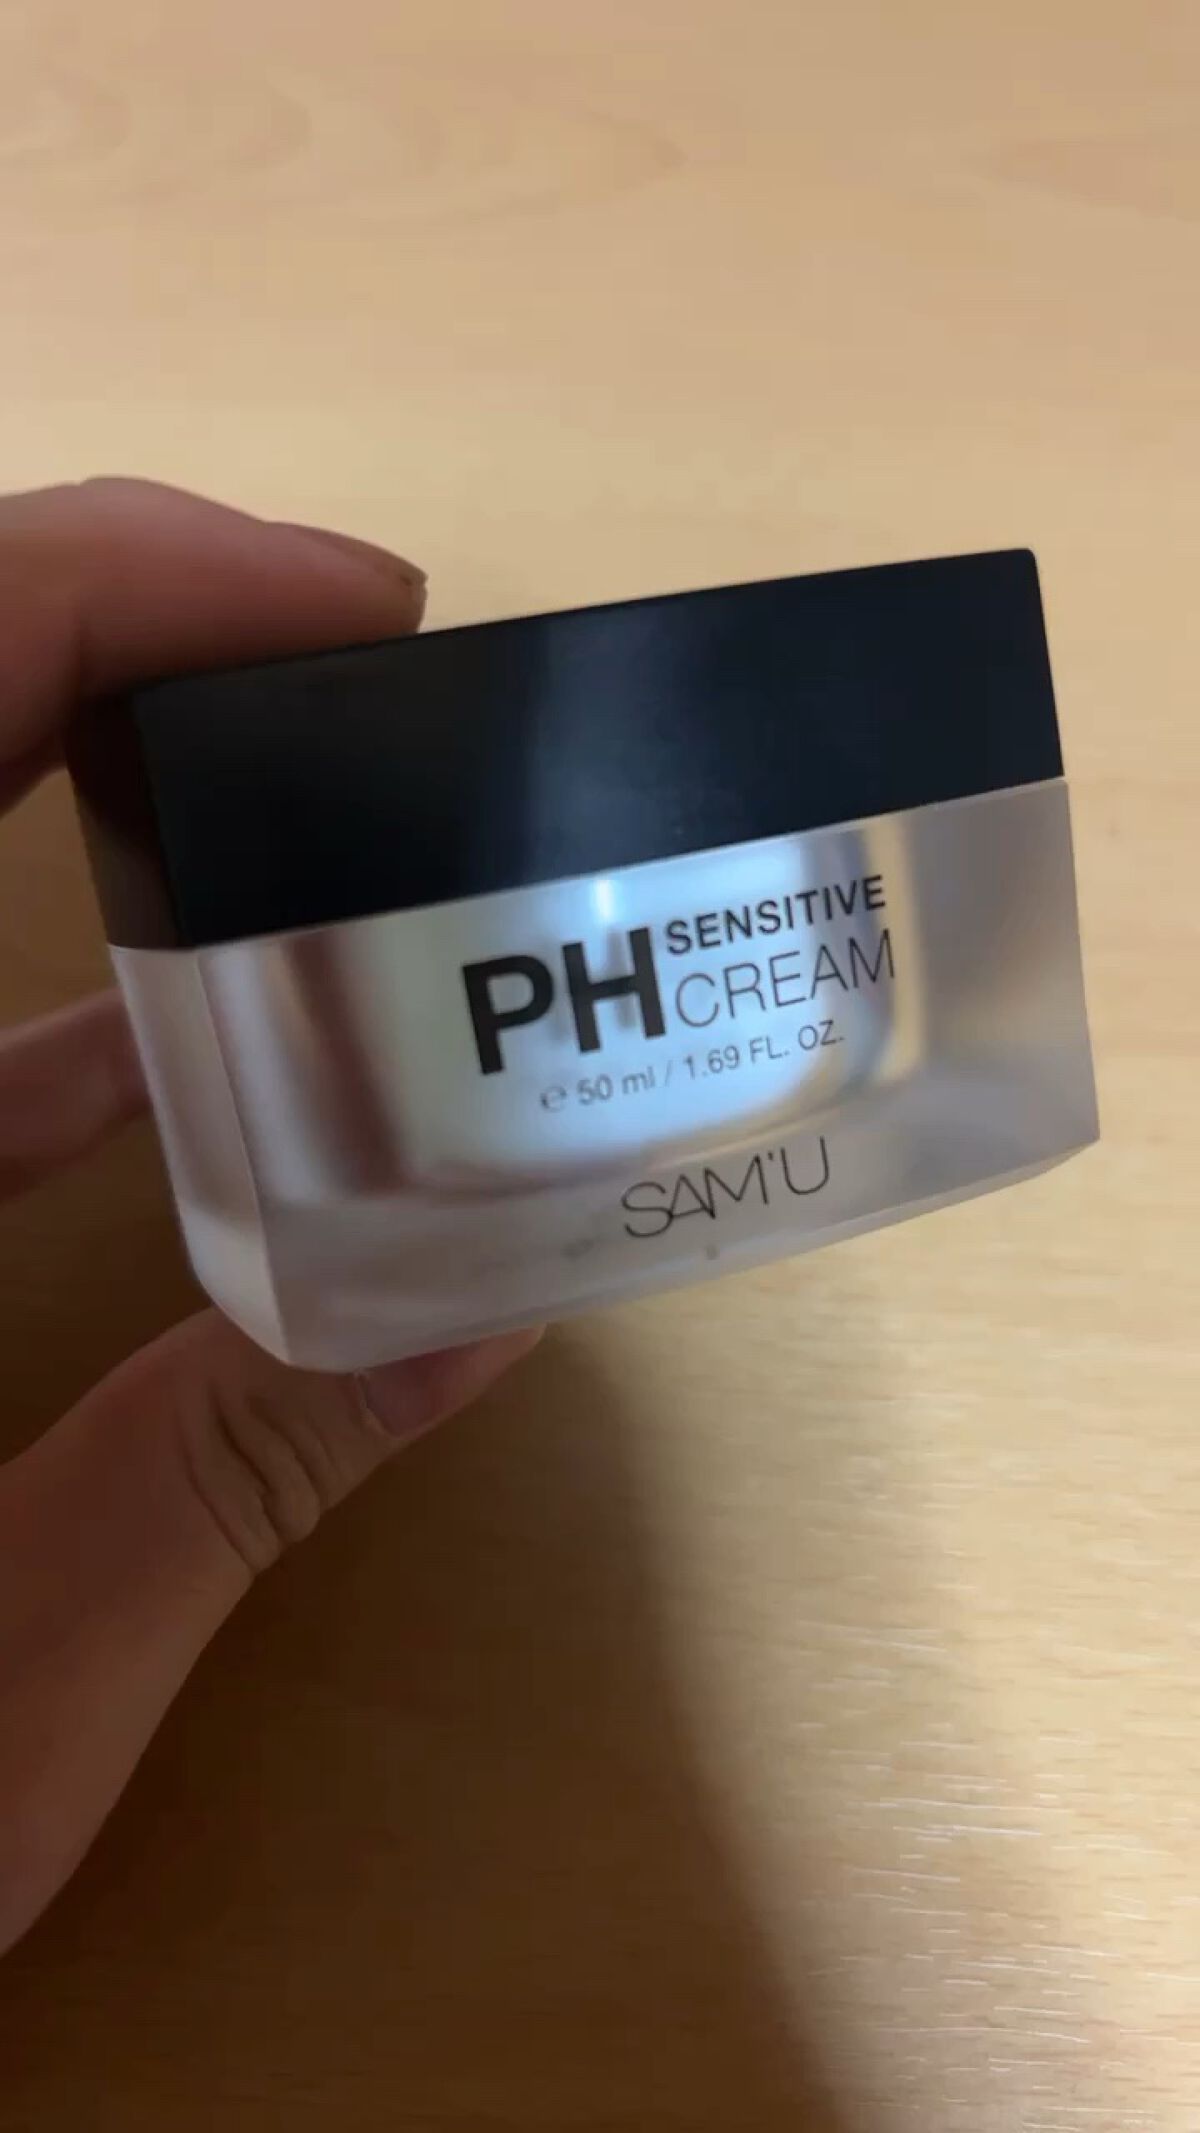 PH SENSITIVE
CREAM
℮ 50 ml / 1.69 FL. OZ.
SAM'U